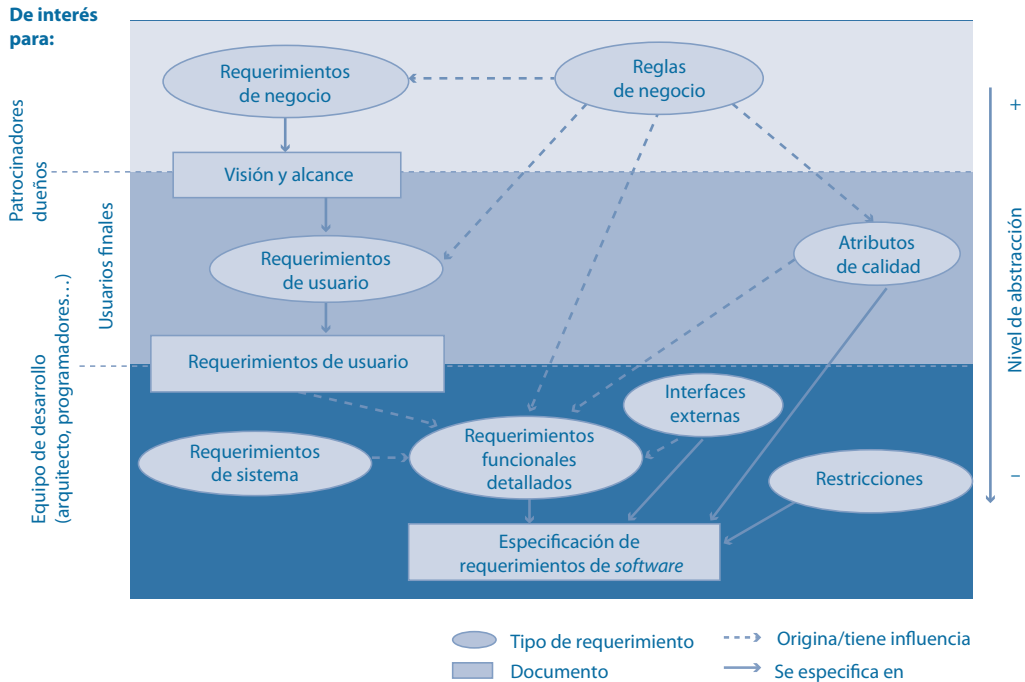 De interés
para:
Requerimientos
de negocio
Reglas
de negocio
+
Patrocinadores
dueños
Visión y alcance
Usuarios finales
Requerimientos
de usuario
Atributos
de calidad
Nivel de abstracción
Requerimientos de usuario
Equipo de desarrollo
(arquitecto, programadores…)
Interfaces
externas
Requerimientos
de sistema
Requerimientos
funcionales
detallados
Restricciones
–
Especificación de
requerimientos de software
Tipo de requerimiento
Origina/tiene influencia
Documento
Se especifica en